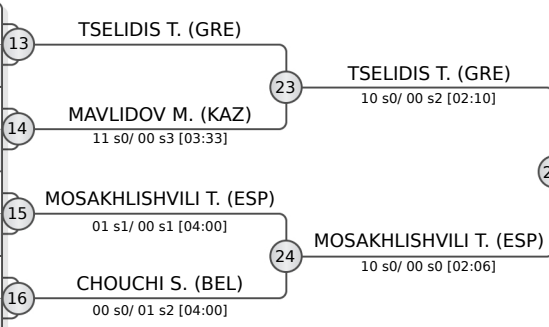 TSELIDIS T. (GRE)
13
23
TSELIDIS T. (GRE)
10 s0/ 00 s2 [02:10]
MAVLIDOV M. (KAZ)
14
11 s0/ 00 s3 [03:33]
MOSAKHLISHVILI T. (ESP)
15
01 s1/ 00 s1 [04:00]
24
MOSAKHLISHVILI T. (ESP)
10 s0/ 00 s0 [02:06]
CHOUCHI S. (BEL)
16
00 s0/ 01 s2 [04:00]